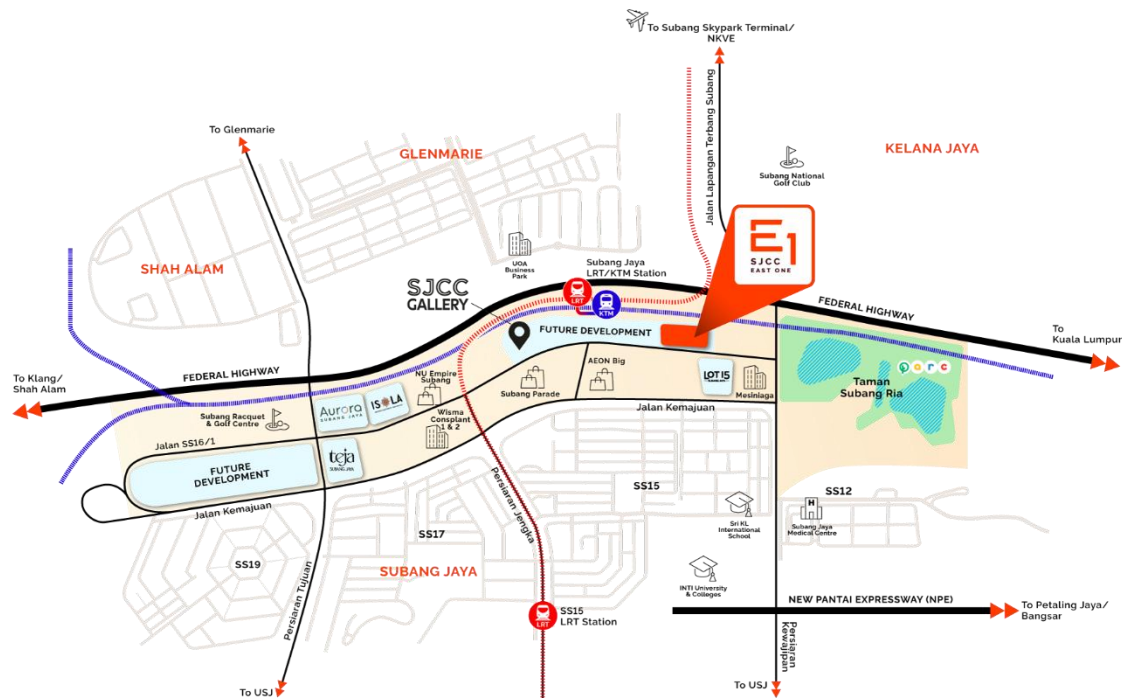 To Subang Skypark Terminal/
NKVE
To Glenmarie
GLENMARIE
KELANA JAYA
Jalan Lapangan Terbang Subang
Subang National
Golf Club
E1
SJCC
EAST ONE
SHAH ALAM
UOA
Business
Park
Subang Jaya
LRT/KTM Station
LRT
KTM
SJCC
GALLERY
FEDERAL HIGHWAY
To
Kuala Lumpur
FUTURE DEVELOPMENT
AEON Big
LOT 15
Mesiniaga
parc
Taman
Subang Ria
To Klang/
Shah Alam
FEDERAL HIGHWAY
NU Empire
Subang
Subang Parade
Aurora
SUBANG JAYA
ISOLA
Subang Racquet
& Golf Centre
Wisma
Consplant
1 & 2
Jalan Kemajuan
Jalan SS16/1
teja
SUBANG JAYA
FUTURE
DEVELOPMENT
Jalan Kemajuan
Persiaran Jengka
SS15
SS12
Sri KL
International
School
Subang Jaya
Medical Centre
SS17
SS19
SUBANG JAYA
INTI University
& Colleges
Persiaran Tujuan
LRT
SS15
LRT Station
NEW PANTAI EXPRESSWAY (NPE)
To Petaling Jaya/
Bangsar
Persiaran
Kewajipan
To USJ
To USJ